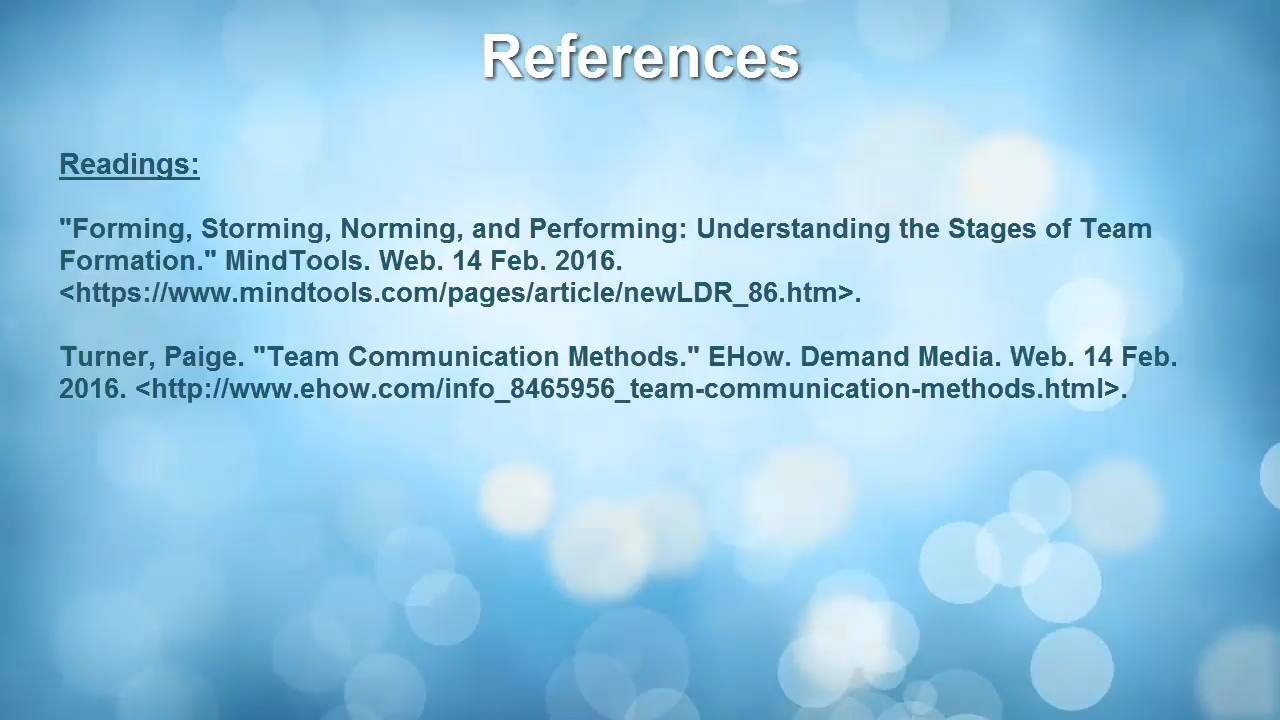 References
Readings:
"Forming, Storming, Norming, and Performing: Understanding the Stages of Team
Formation." MindTools. Web. 14 Feb. 2016.
<https://www.mindtools.com/pages/article/newLDR_86.htm>.
Turner, Paige. "Team Communication Methods." EHow. Demand Media. Web. 14 Feb.
2016. <http://www.ehow.com/info_8465956_team-communication-methods.html>.